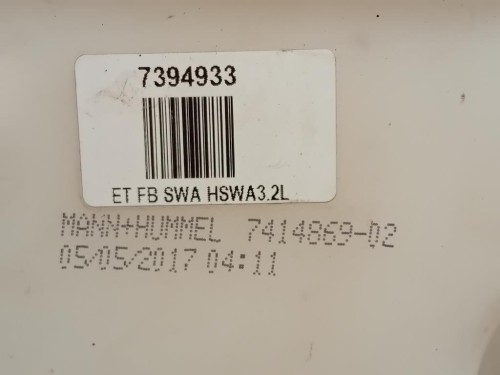 7394933
ET FB SWA HSWA3.2L
MANN+HUMMEL 7414869-02
05/05/2017 04:11